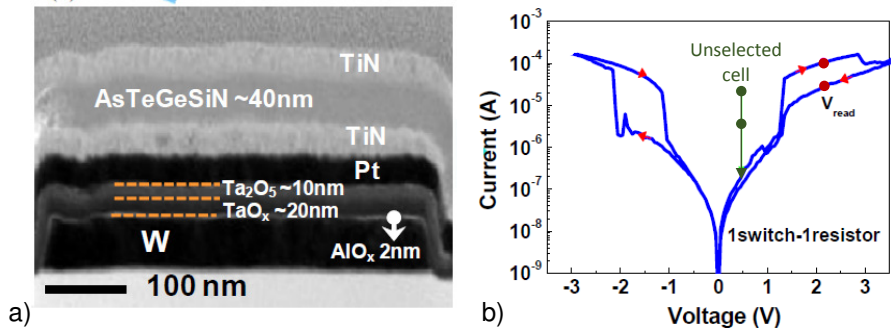 TiN
AsTeGeSiN ~40nm
TiN
Pt
Ta₂O₅ ~10nm
TaOₓ ~20nm
W
AlOₓ 2nm
100 nm
a)
Current (A)
10⁻³
10⁻⁴
10⁻⁵
10⁻⁶
10⁻⁷
10⁻⁸
10⁻⁹
Unselected
cell
V_read
1switch-1resistor
-3 -2 -1 0 1 2 3
Voltage (V)
b)